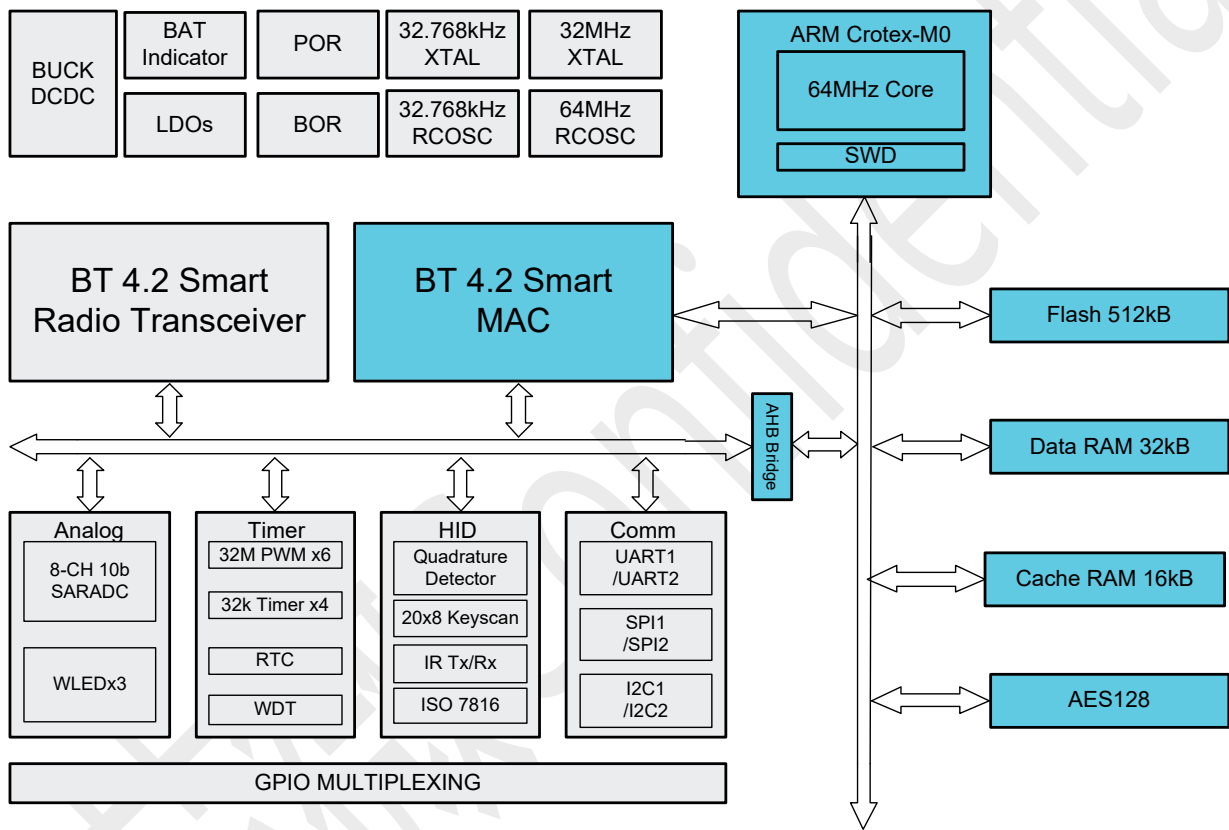 BUCK
DCDC
BAT
Indicator
POR
32.768kHz
XTAL
32MHz
XTAL
LDOs
BOR
32.768kHz
RCOSC
64MHz
RCOSC
ARM Crotex-M0
64MHz Core
SWD
BT 4.2 Smart
Radio Transceiver
BT 4.2 Smart
MAC
Flash 512kB
AHB Bridge
Data RAM 32kB
Cache RAM 16kB
AES128
Analog
8-CH 10b
SARADC
WLEDx3
Timer
32M PWM x6
32k Timer x4
RTC
WDT
HID
Quadrature
Detector
20x8 Keyscan
IR Tx/Rx
ISO 7816
Comm
UART1
/UART2
SPI1
/SPI2
I2C1
/I2C2
GPIO MULTIPLEXING